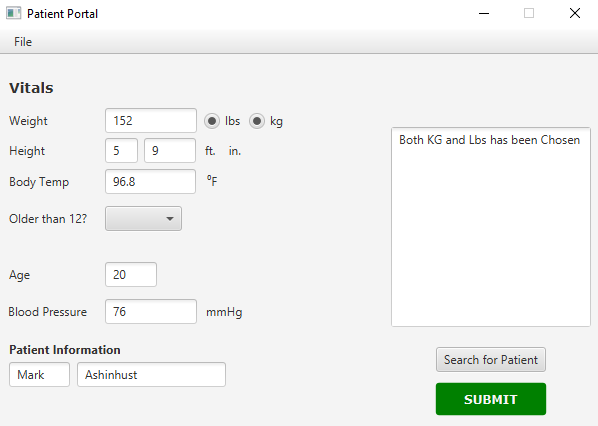 Patient Portal
File
Vitals
Weight 152 lbs kg
Both KG and Lbs has been Chosen
Height 5 9 ft. in.
Body Temp 96.8 ⁰F
Older than 12?
Age 20
Blood Pressure 76 mmHg
Patient Information
Mark Ashinhust
Search for Patient
SUBMIT